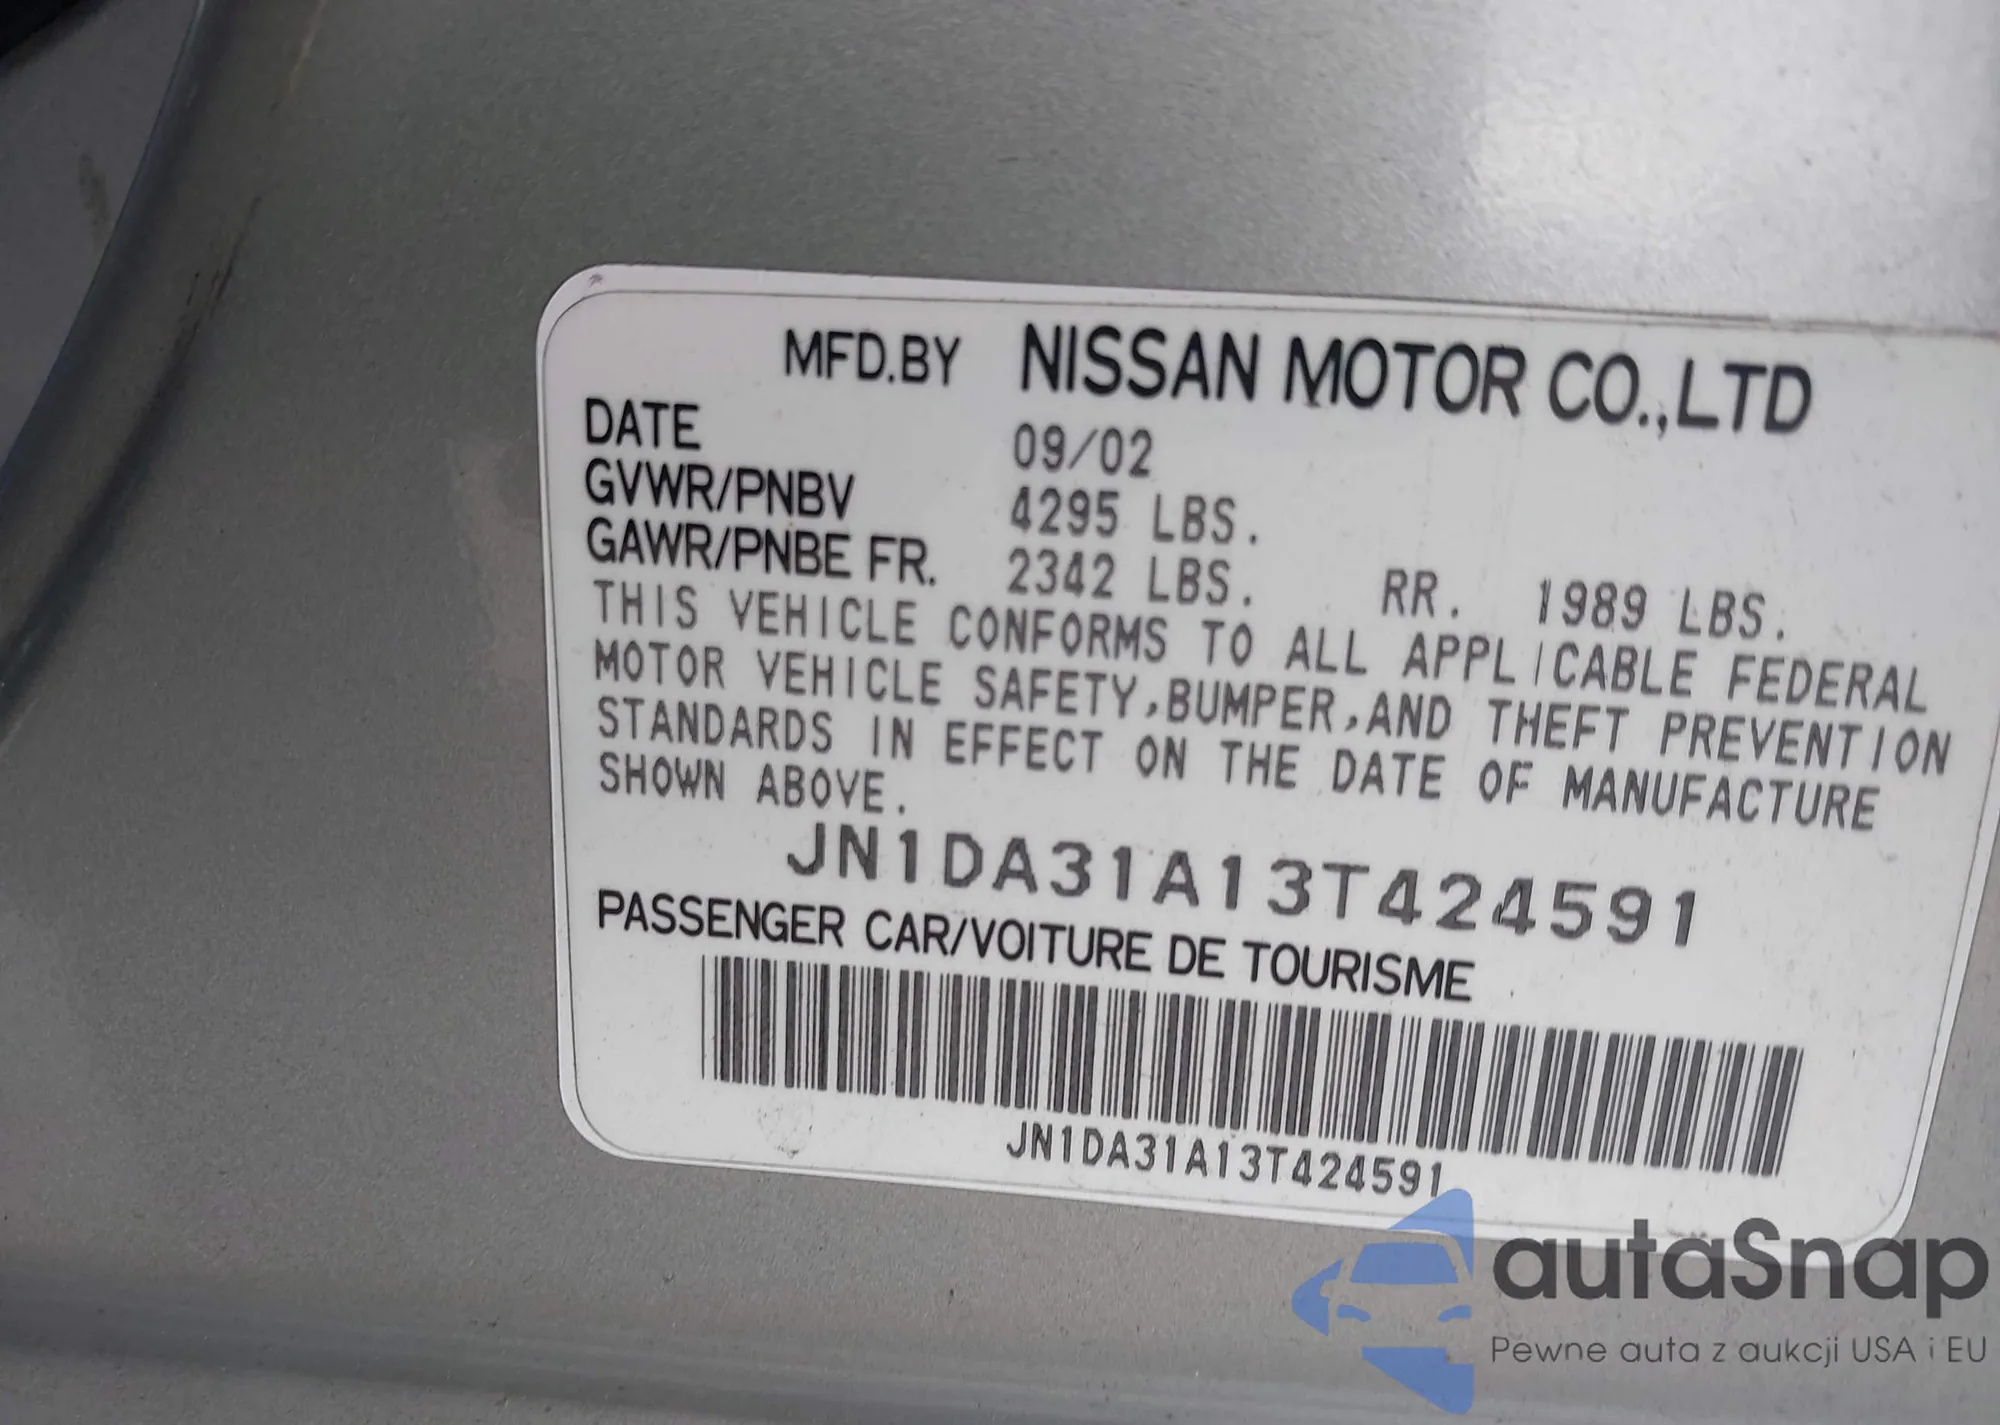 MFD.BY NISSAN MOTOR CO.,LTD
DATE 09/02
GVWR/PNBV 4295 LBS.
GAWR/PNBE FR. 2342 LBS. RR. 1989 LBS.
THIS VEHICLE CONFORMS TO ALL APPLICABLE FEDERAL
MOTOR VEHICLE SAFETY,BUMPER,AND THEFT PREVENTION
STANDARDS IN EFFECT ON THE DATE OF MANUFACTURE
SHOWN ABOVE.
JN1DA31A13T424591
PASSENGER CAR/VOITURE DE TOURISME
JN1DA31A13T424591
autaSnap
Pewne auta z aukcji USA i EU